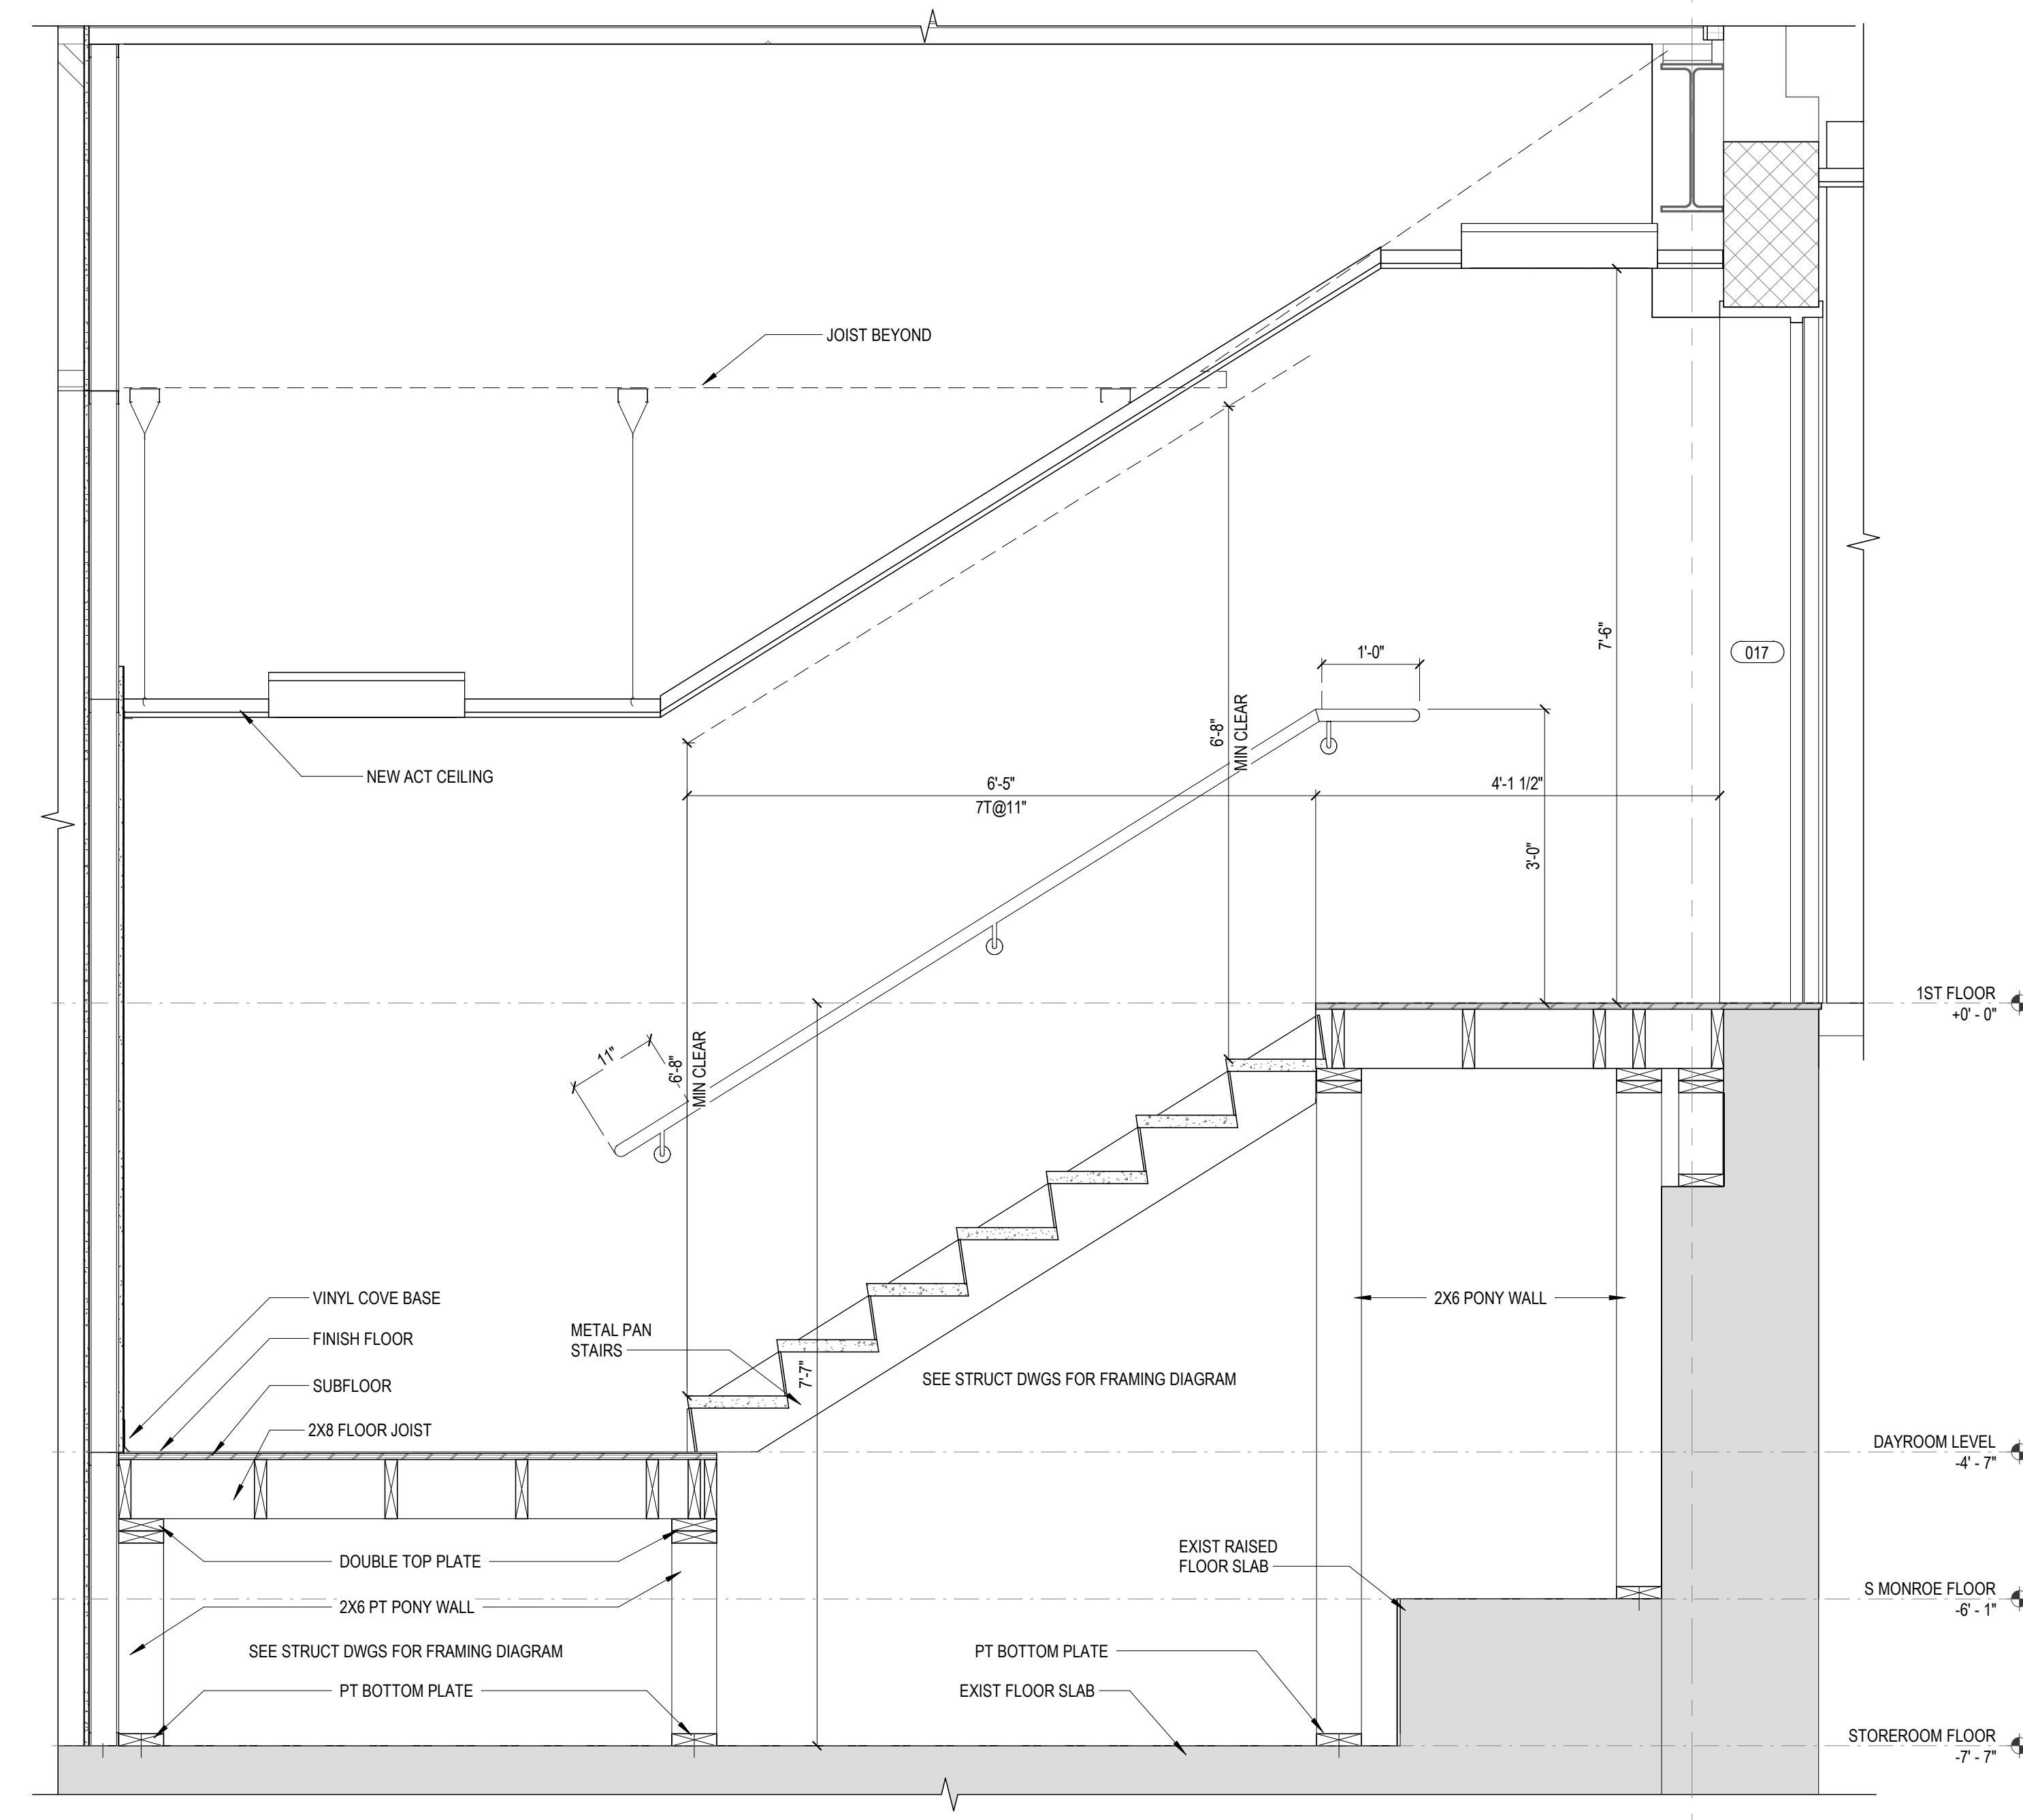 JOIST BEYOND
7'-6"
017
1'-0"
6'-8"
MIN CLEAR
NEW ACT CEILING
6'-5"
7T@11"
4'-1 1/2"
3'-0"
1ST FLOOR
+0' - 0"
11"
6'-8"
MIN CLEAR
VINYL COVE BASE
FINISH FLOOR
SUBFLOOR
2X8 FLOOR JOIST
METAL PAN
STAIRS
7'-7"
SEE STRUCT DWGS FOR FRAMING DIAGRAM
2X6 PONY WALL
DAYROOM LEVEL
-4' - 7"
DOUBLE TOP PLATE
2X6 PT PONY WALL
SEE STRUCT DWGS FOR FRAMING DIAGRAM
PT BOTTOM PLATE
EXIST RAISED
FLOOR SLAB
S MONROE FLOOR
-6' - 1"
PT BOTTOM PLATE
EXIST FLOOR SLAB
STOREROOM FLOOR
-7' - 7"